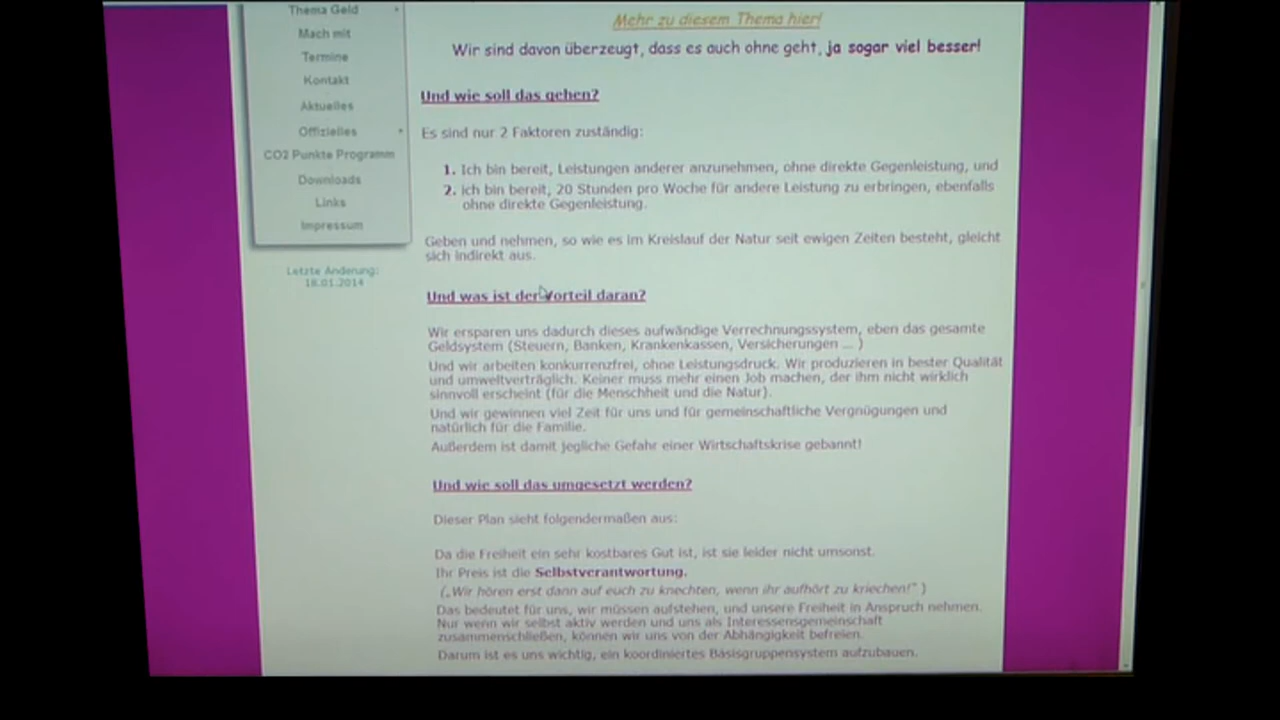 Thema Geld
Mach mit
Termine
Kontakt
Aktuelles
Offizielles
CO2 Punkte Programm
Downloads
Links
Impressum
Letzte Änderung:
18.01.2014
Mehr zu diesem Thema hier!
Wir sind davon überzeugt, dass es auch ohne geht, ja sogar viel besser!
Und wie soll das gehen?
Es sind nur 2 Faktoren zuständig:
1. Ich bin bereit, Leistungen anderer anzunehmen, ohne direkte Gegenleistung, und
2. ich bin bereit, 20 Stunden pro Woche für andere Leistung zu erbringen, ebenfalls
ohne direkte Gegenleistung.
Geben und nehmen, so wie es im Kreislauf der Natur seit ewigen Zeiten besteht, gleicht
sich indirekt aus.
Und was ist der Vorteil daran?
Wir ersparen uns dadurch dieses aufwändige Verrechnungssystem, eben das gesamte
Geldsystem (Steuern, Banken, Krankenkassen, Versicherungen ... )
Und wir arbeiten konkurrenzfrei, ohne Leistungsdruck. Wir produzieren in bester Qualität
und umweltverträglich. Keiner muss mehr einen Job machen, der ihm nicht wirklich
sinnvoll erscheint (für die Menschheit und die Natur).
Und wir gewinnen viel Zeit für uns und für gemeinschaftliche Vergnügungen und
natürlich für die Familie.
Außerdem ist damit jegliche Gefahr einer Wirtschaftskrise gebannt!
Und wie soll das umgesetzt werden?
Dieser Plan sieht folgendermaßen aus:
Da die Freiheit ein sehr kostbares Gut ist, ist sie leider nicht umsonst.
Ihr Preis ist die Selbstverantwortung.
(„Wir hören erst dann auf euch zu knechten, wenn ihr aufhört zu kriechen!" )
Das bedeutet für uns, wir müssen aufstehen, und unsere Freiheit in Anspruch nehmen.
Nur wenn wir selbst aktiv werden und uns als Interessensgemeinschaft
zusammenschließen, können wir uns von der Abhängigkeit befreien.
Darum ist es uns wichtig, ein koordiniertes Basisgruppensystem aufzubauen.